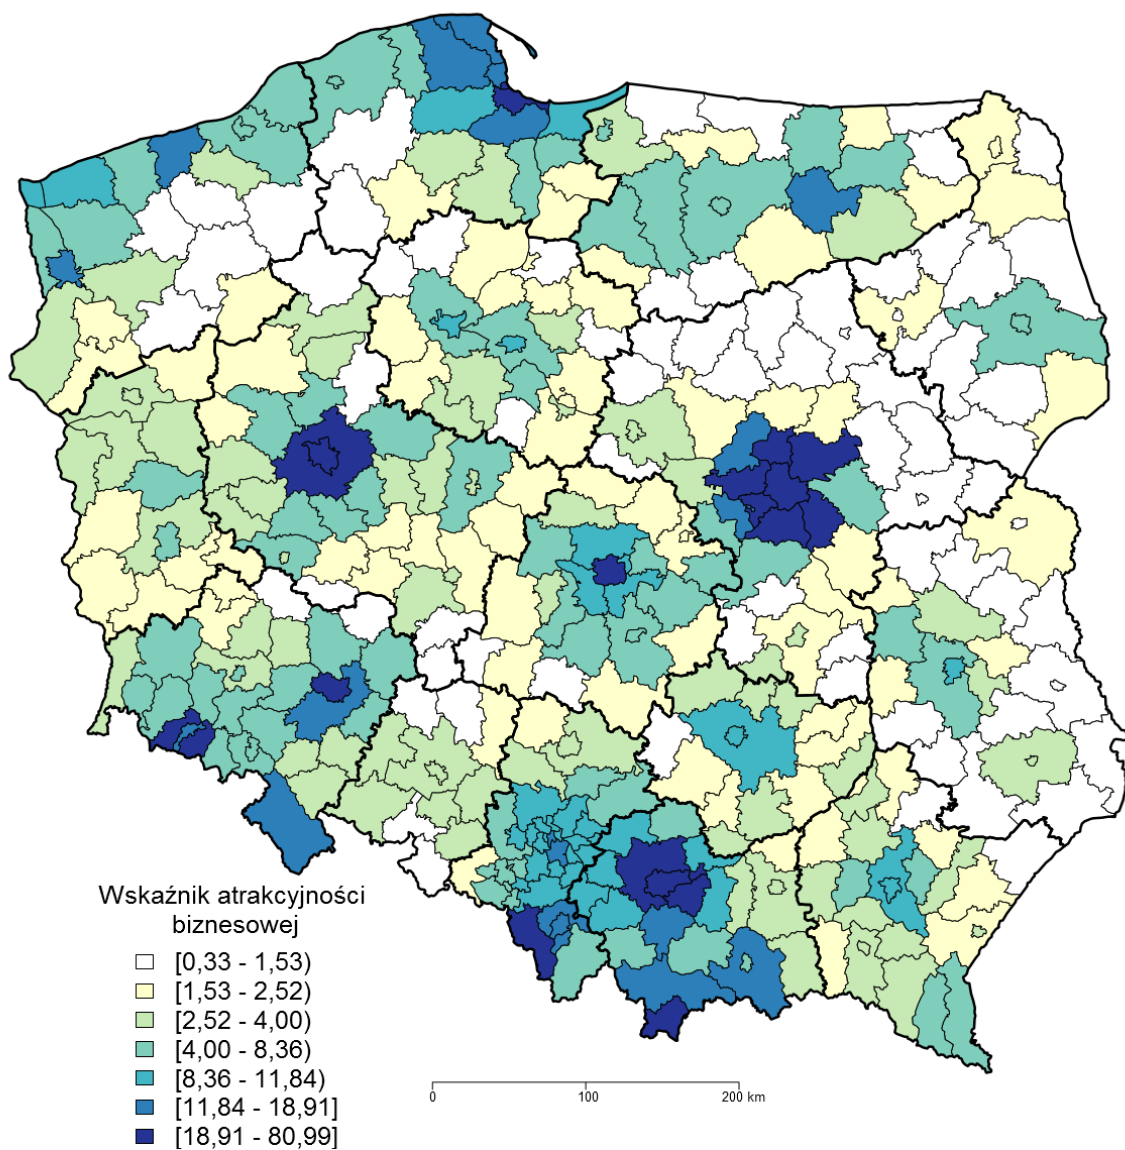 Wskaźnik atrakcyjności
biznesowej
[0,33 - 1,53)
[1,53 - 2,52)
[2,52 - 4,00)
[4,00 - 8,36)
[8,36 - 11,84)
[11,84 - 18,91]
[18,91 - 80,99]
0 100 200 km